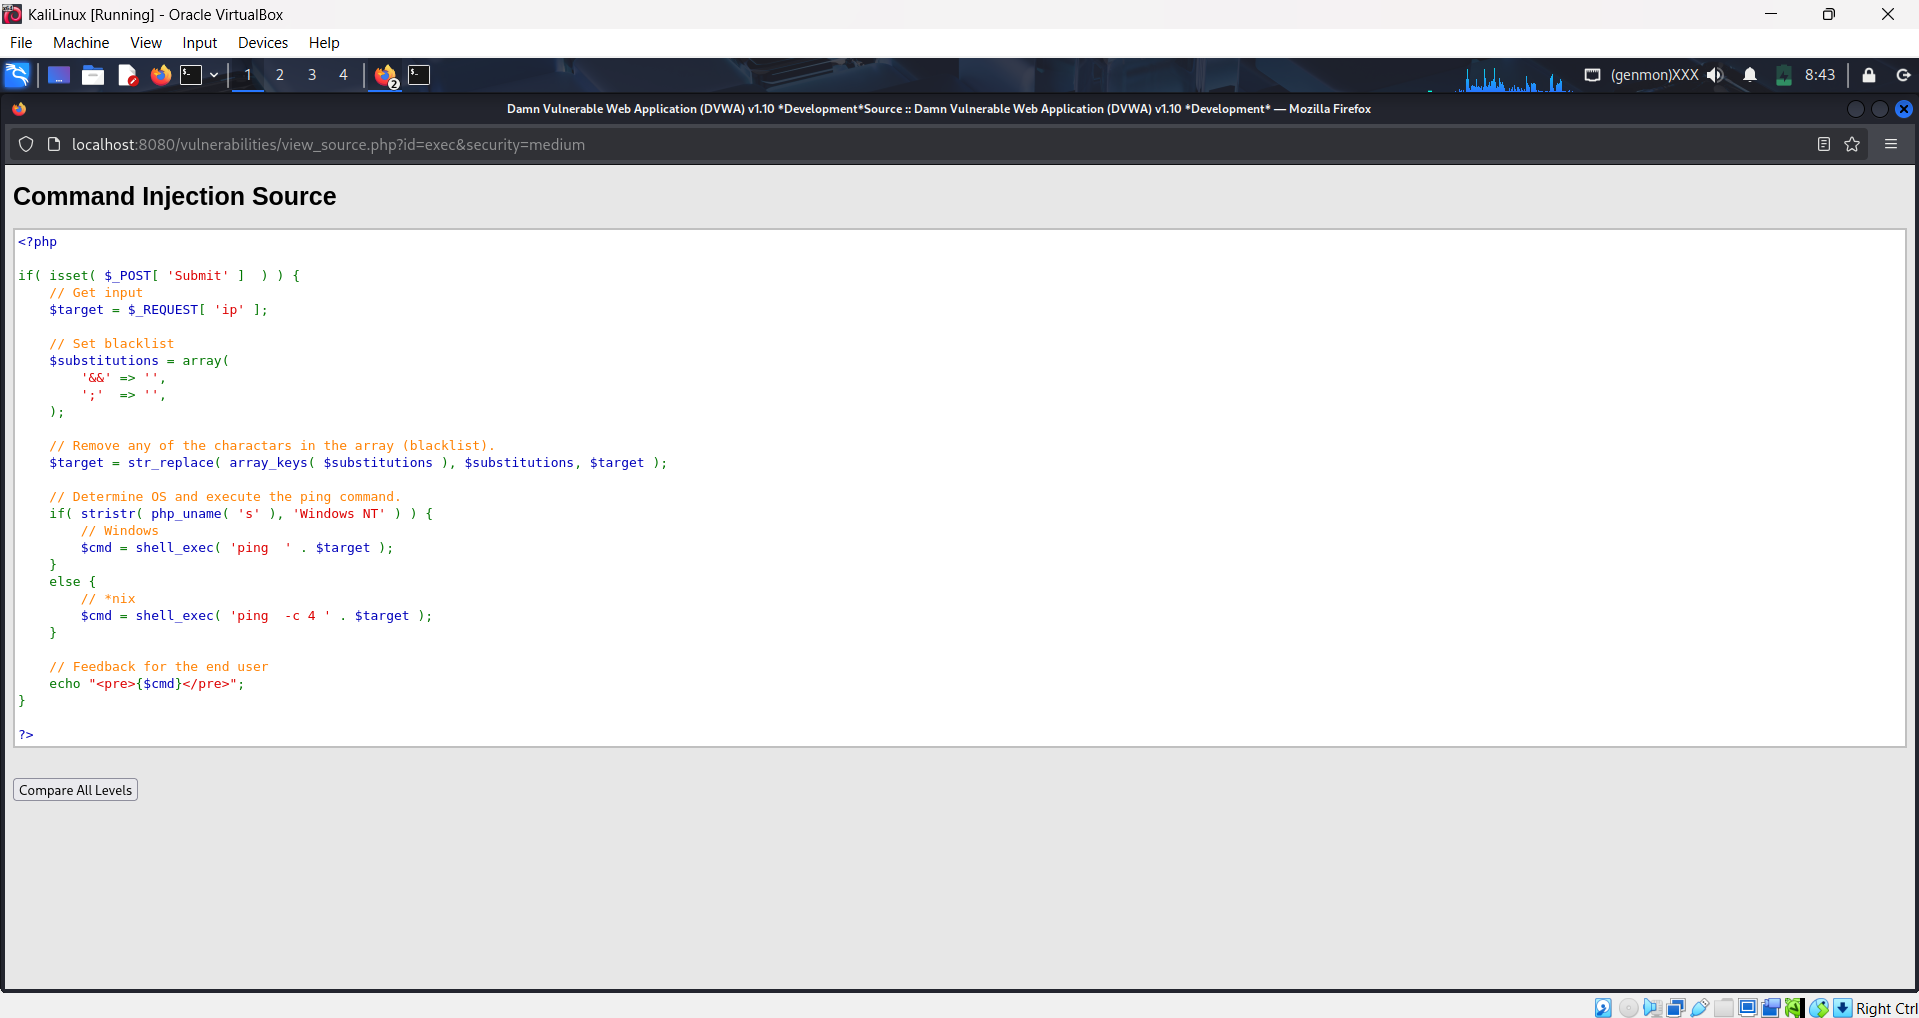 KaliLinux [Running] - Oracle VirtualBox
File Machine View Input Devices Help
1 2 3 4 2 (genmon)XXX 8:43
Damn Vulnerable Web Application (DVWA) v1.10 *Development*Source :: Damn Vulnerable Web Application (DVWA) v1.10 *Development* — Mozilla Firefox
localhost:8080/vulnerabilities/view_source.php?id=exec&security=medium
Command Injection Source
<?php
if( isset( $_POST[ 'Submit' ]  ) ) {
    // Get input
    $target = $_REQUEST[ 'ip' ];
    // Set blacklist
    $substitutions = array(
        '&&' => '',
        ';'  => '',
    );
    // Remove any of the charactars in the array (blacklist).
    $target = str_replace( array_keys( $substitutions ), $substitutions, $target );
    // Determine OS and execute the ping command.
    if( stristr( php_uname( 's' ), 'Windows NT' ) ) {
        // Windows
        $cmd = shell_exec( 'ping  ' . $target );
    }
    else {
        // *nix
        $cmd = shell_exec( 'ping  -c 4 ' . $target );
    }
    // Feedback for the end user
    echo "<pre>{$cmd}</pre>";
}
?>
Compare All Levels
Right Ctrl